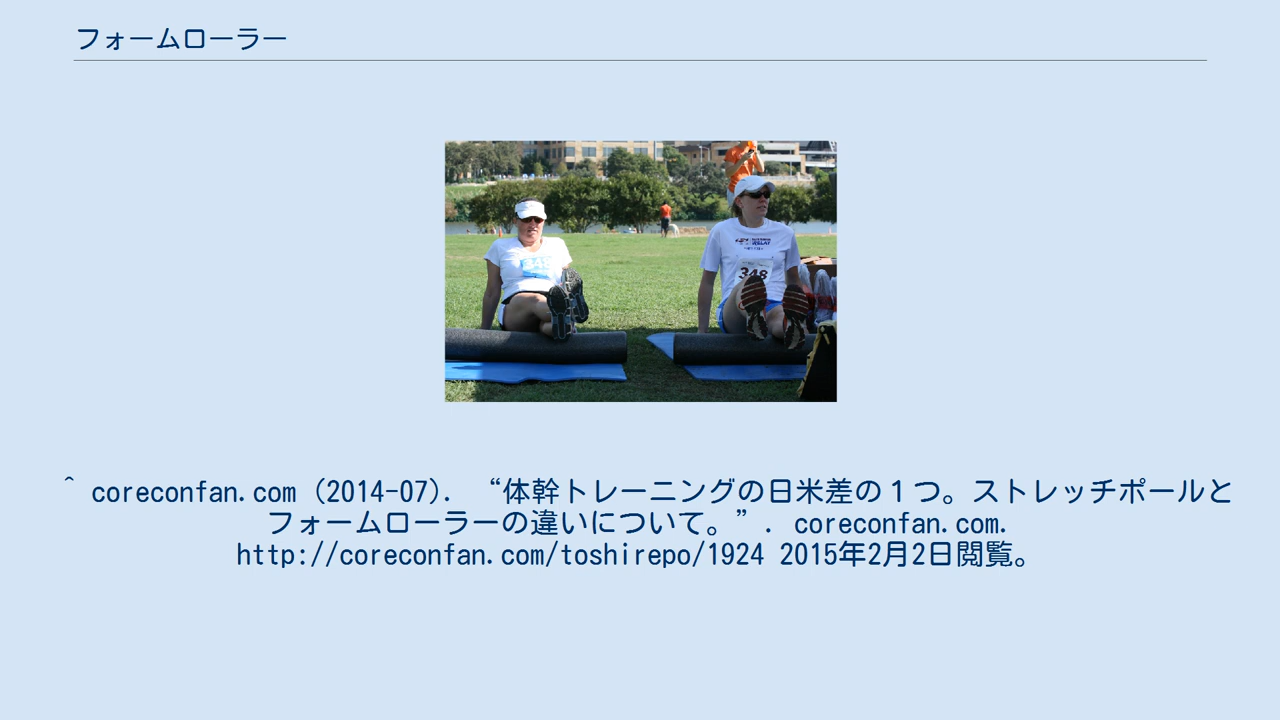 フォームローラー
348
^ coreconfan.com (2014-07). “体幹トレーニングの日米差の１つ。ストレッチポールと
フォームローラーの違いについて。”. coreconfan.com.
http://coreconfan.com/toshirepo/1924 2015年2月2日閲覧。